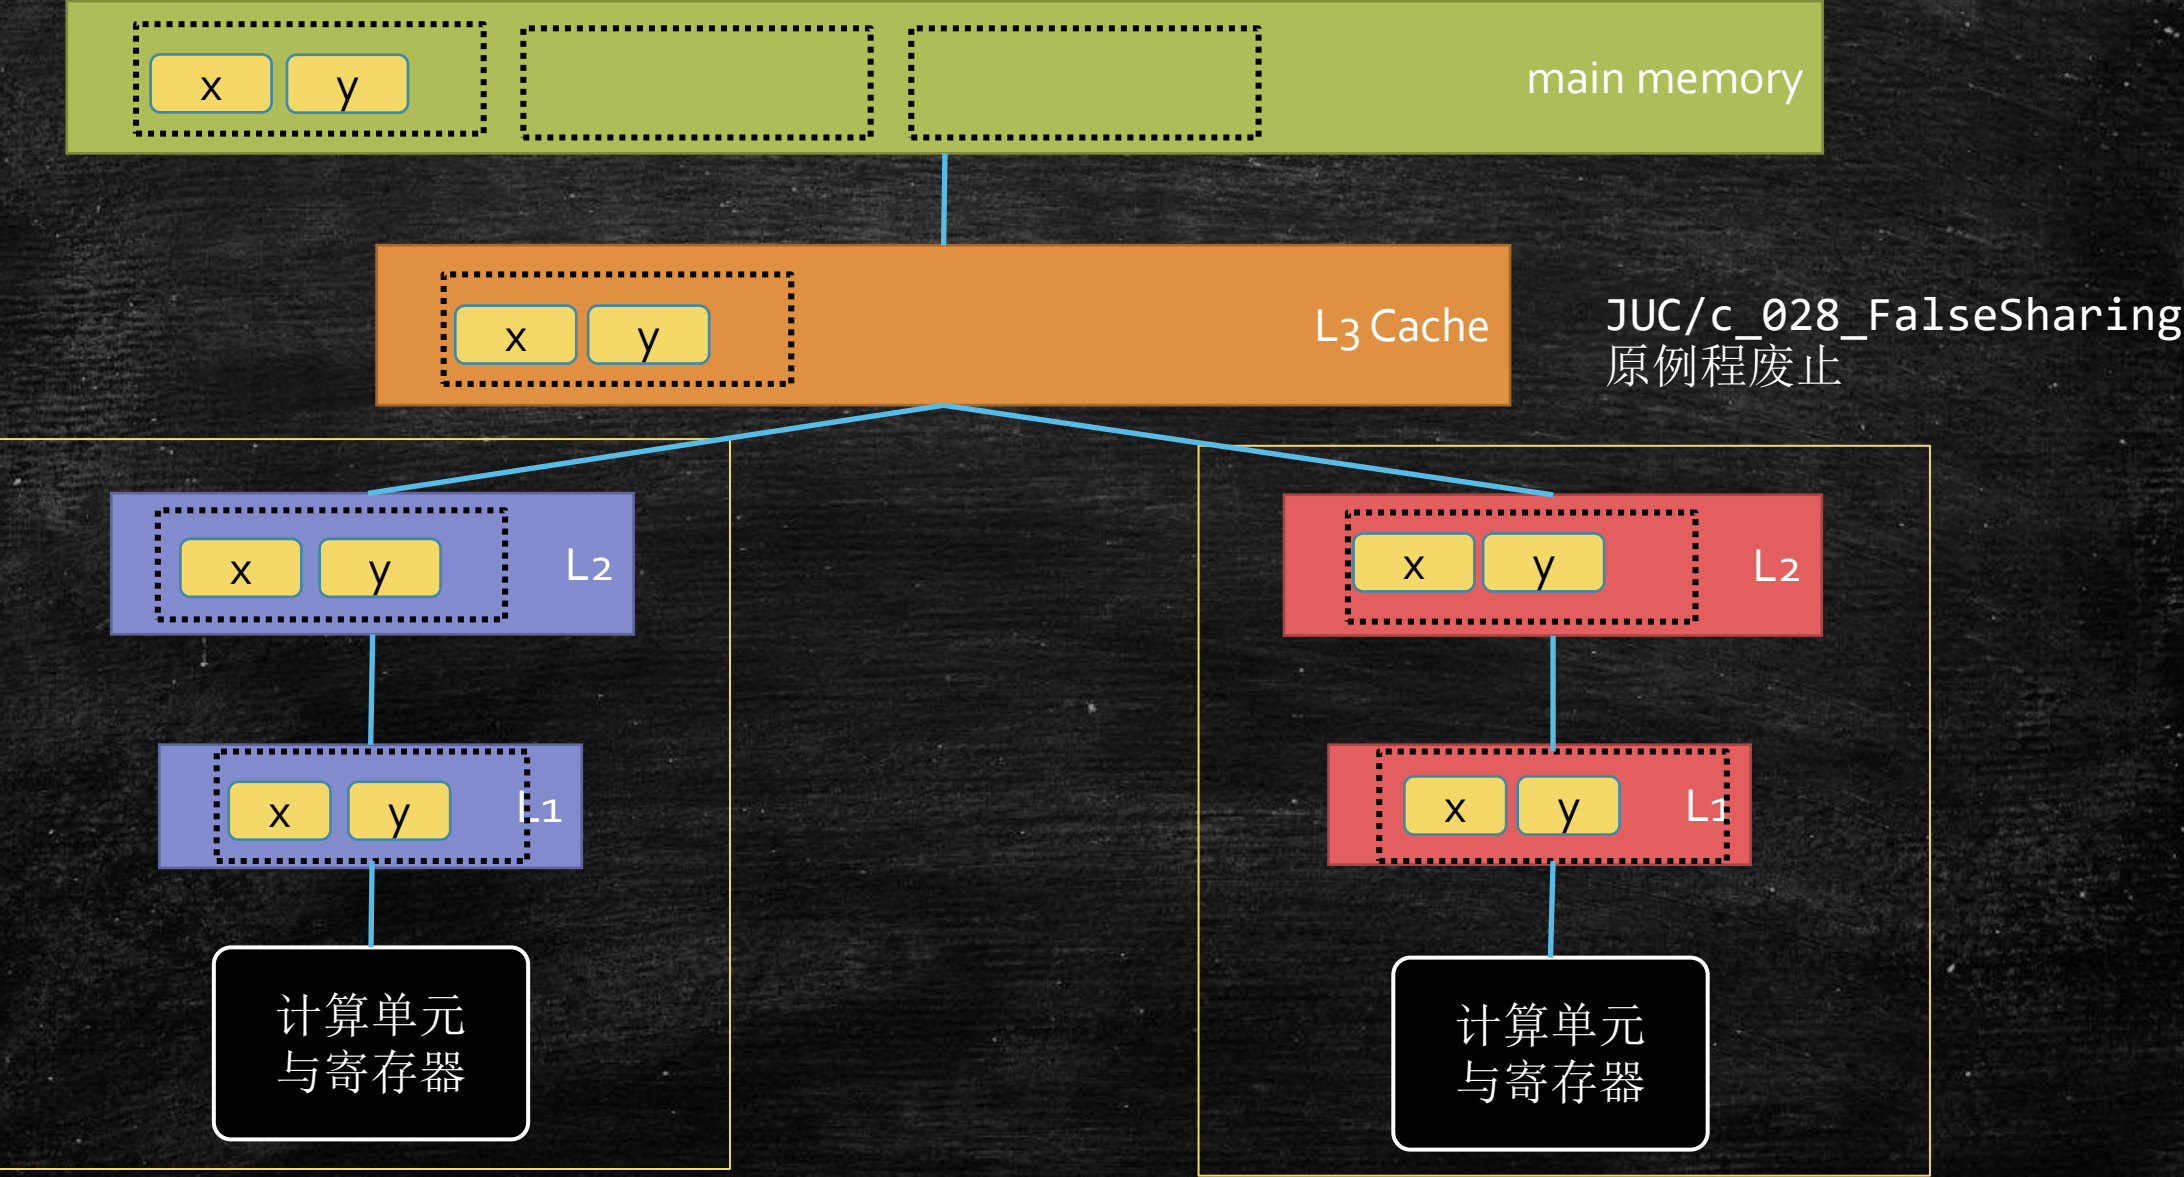 x
y
main memory
x
y
L3 Cache
JUC/c_028_FalseSharing
原例程废止
x
y
L2
x
y
L2
x
y
L1
x
y
L1
计算单元
与寄存器
计算单元
与寄存器